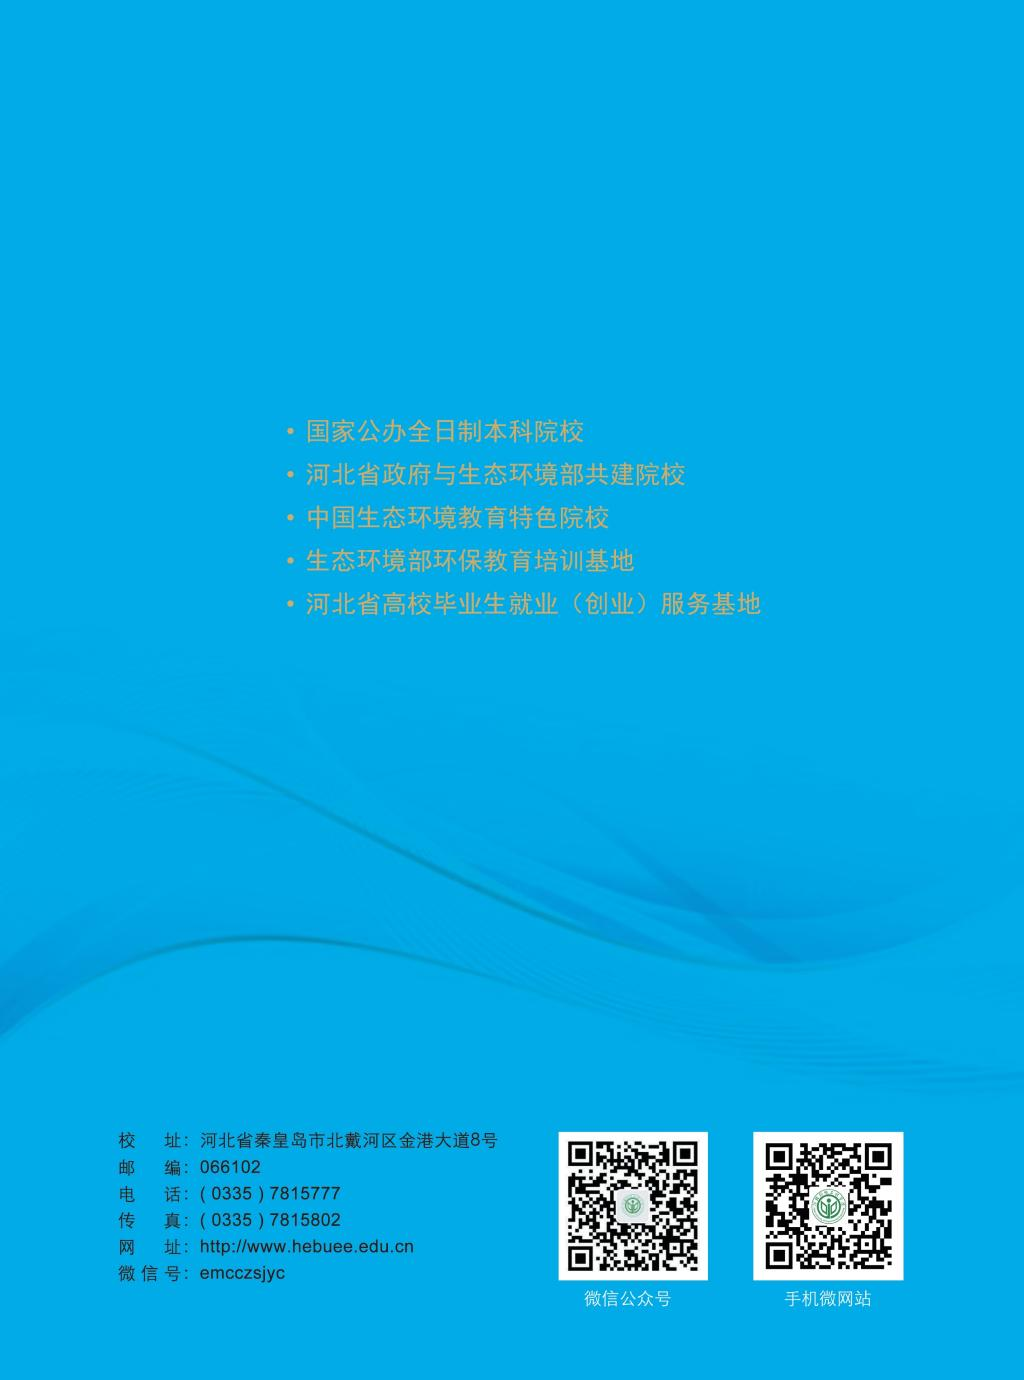 • 国家公办全日制本科院校
• 河北省政府与生态环境部共建院校
• 中国生态环境教育特色院校
• 生态环境部环保教育培训基地
• 河北省高校毕业生就业（创业）服务基地
校 址：河北省秦皇岛市北戴河区金港大道8号
邮 编：066102
电 话：( 0335 ) 7815777
传 真：( 0335 ) 7815802
网 址：http://www.hebuee.edu.cn
微信号：emcczsjyc
微信公众号
手机微网站